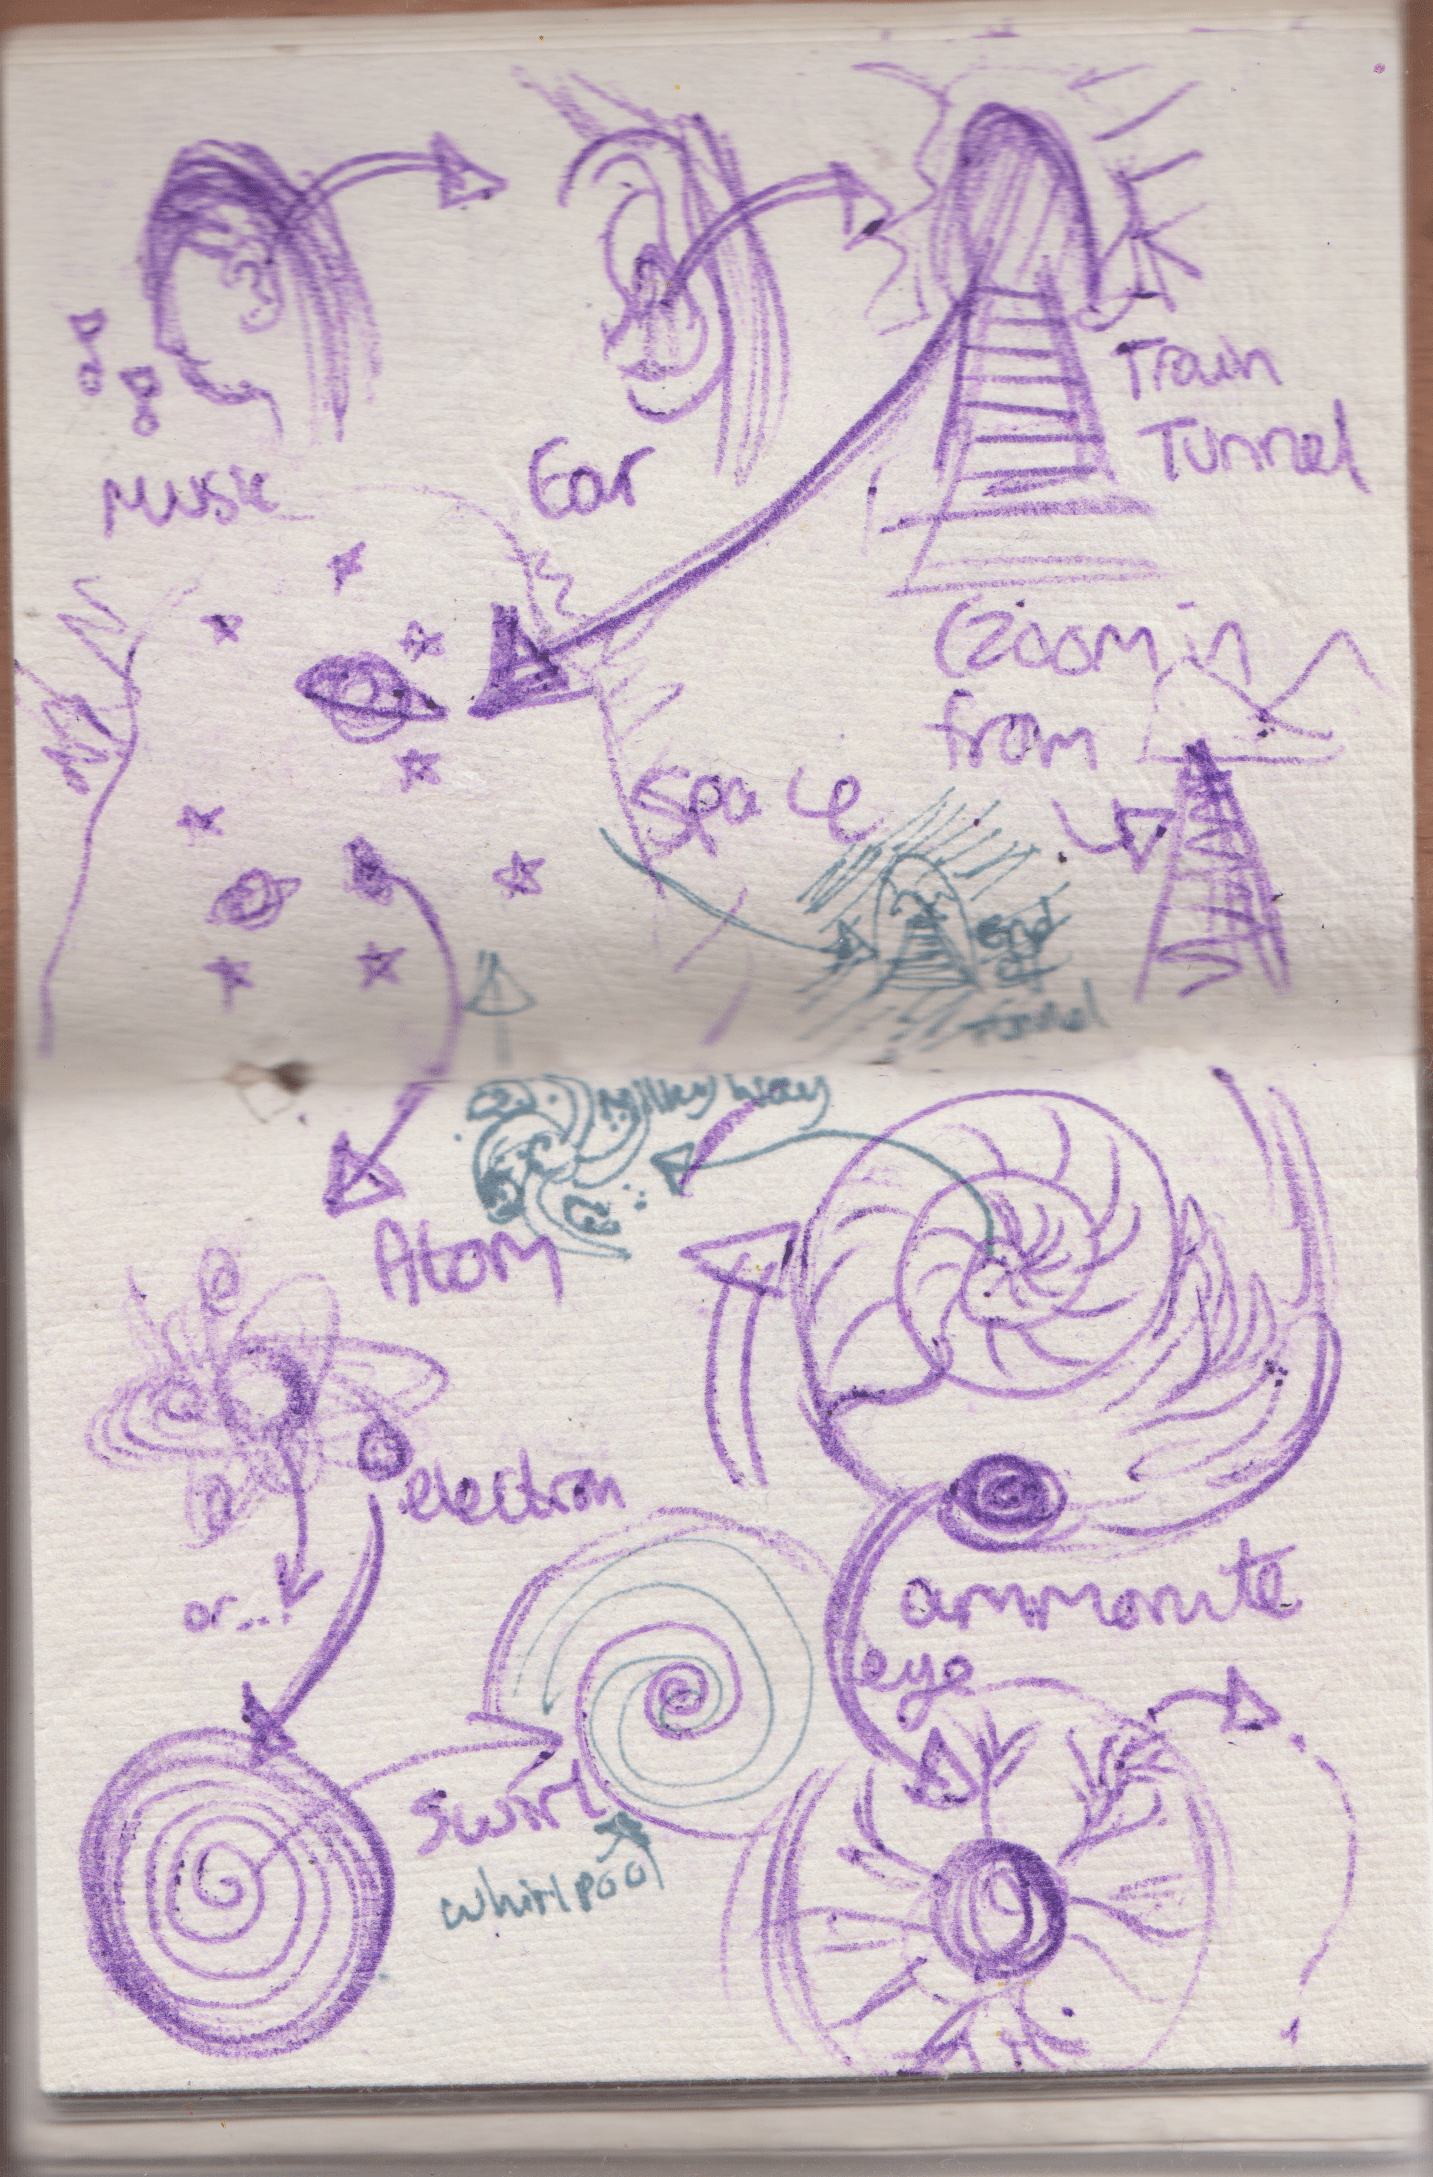 Music
Ear
Train
Tunnel
(Zoom in
from
Space
end
of
tunnel
Milky Way
Atom
electron
or...
ammonite
eye
swirl
whirlpool